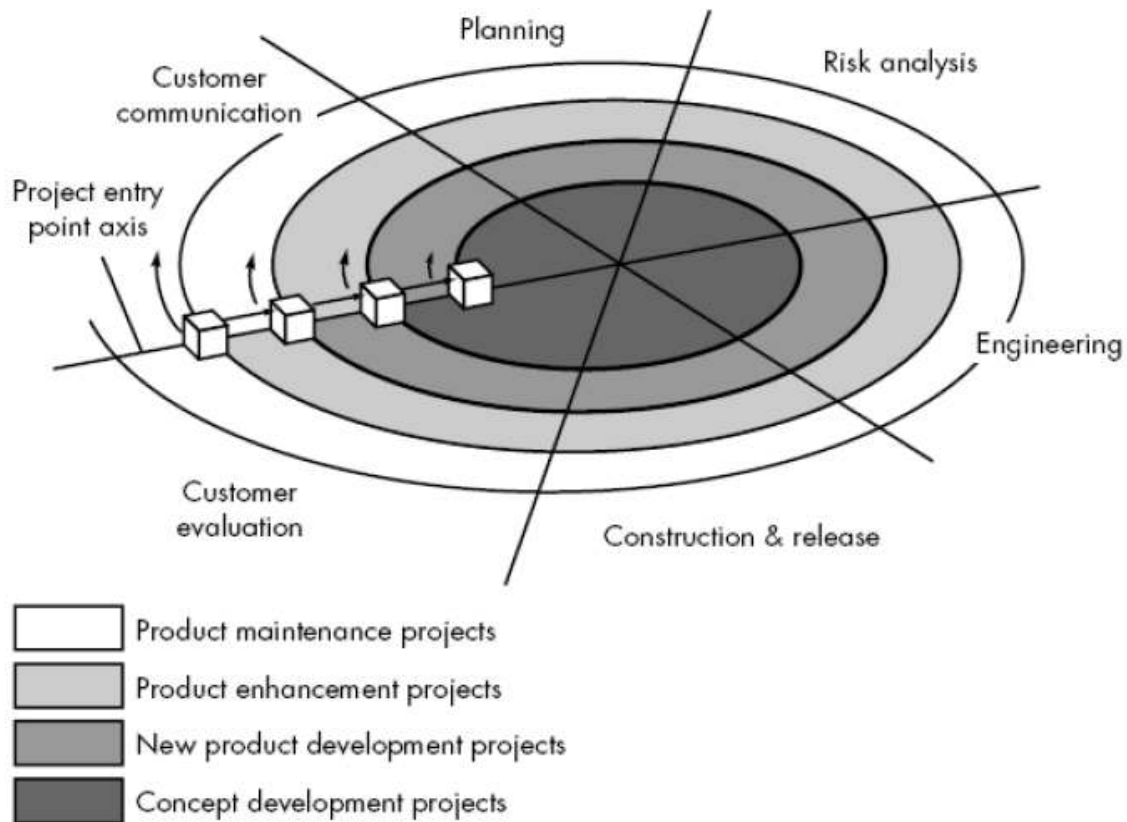 Planning
Risk analysis
Customer
communication
Project entry
point axis
Engineering
Customer
evaluation
Construction & release
Product maintenance projects
Product enhancement projects
New product development projects
Concept development projects